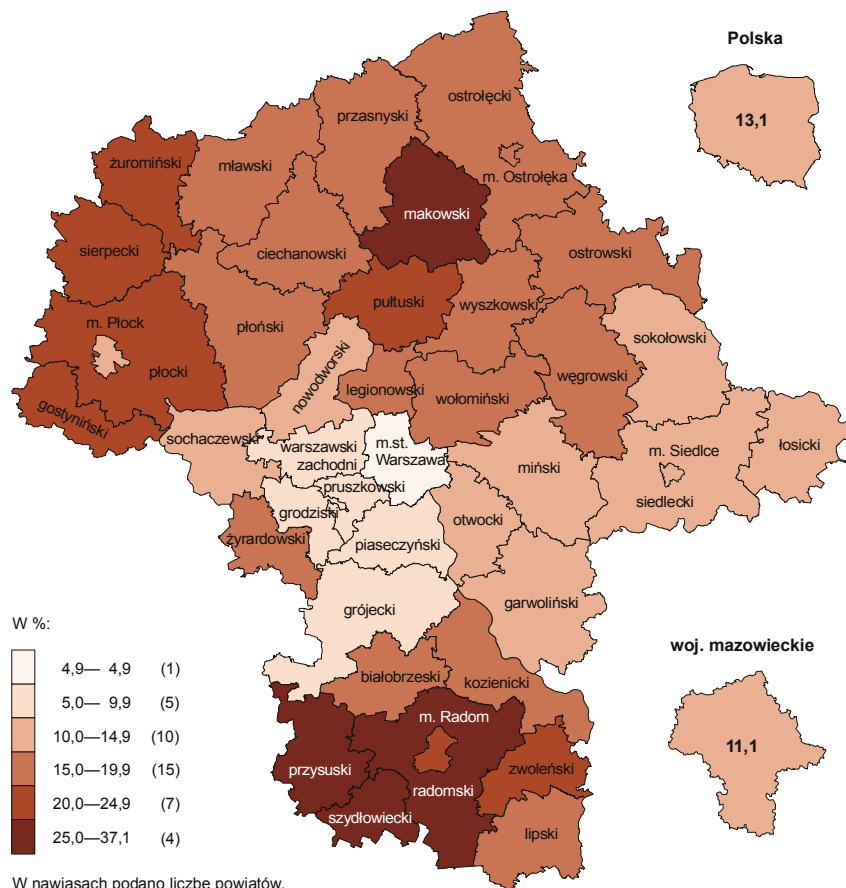 Polska
13,1
ostrołęcki
przasnyski
żuromiński
mławski
m. Ostrołęka
makowski
sierpecki
ciechanowski
ostrowski
pułtuski
wyszkowski
m. Płock
płoński
sokołowski
płocki
nowodworski
legionowski
wołomiński
węgrowski
gostyniński
sochaczewski
warszawski
zachodni
m.st.
Warszawa
miński
m. Siedlce
łosicki
pruszkowski
siedlecki
grodziski
otwocki
żyrardowski
piaseczyński
garwoliński
grójecki
W %:
woj. mazowieckie
11,1
4,9— 4,9 (1)
5,0— 9,9 (5)
10,0—14,9 (10)
15,0—19,9 (15)
20,0—24,9 (7)
25,0—37,1 (4)
białobrzeski
kozienicki
m. Radom
przysuski
zwoleński
radomski
szydłowiecki
lipski
W nawiasach podano liczbę powiatów.